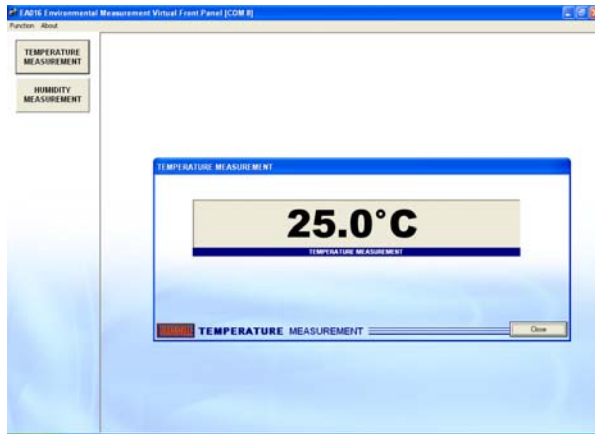 EA016 Environmental Measurement Virtual Front Panel [COM 8]
Function About
TEMPERATURE
MEASUREMENT
HUMIDITY
MEASUREMENT
TEMPERATURE MEASUREMENT
25.0°C
TEMPERATURE MEASUREMENT
TEMPERATURE MEASUREMENT
Close